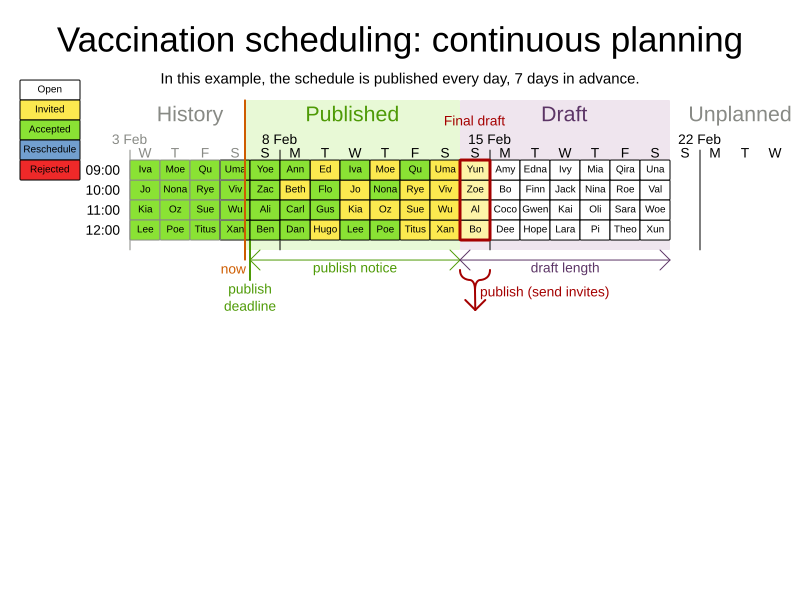 Vaccination scheduling: continuous planning
In this example, the schedule is published every day, 7 days in advance.
Open
Invited
Accepted
Reschedule
Rejected
History Published Final draft Draft Unplanned
3 Feb 8 Feb 15 Feb 22 Feb
W T F S S M T W T F S S M T W T F S S M T W
09:00 Iva Moe Qu Uma Yoe Ann Ed Iva Moe Qu Uma Yun Amy Edna Ivy Mia Qira Una
10:00 Jo Nona Rye Viv Zac Beth Flo Jo Nona Rye Viv Zoe Bo Finn Jack Nina Roe Val
11:00 Kia Oz Sue Wu Ali Carl Gus Kia Oz Sue Wu Al Coco Gwen Kai Oli Sara Woe
12:00 Lee Poe Titus Xan Ben Dan Hugo Lee Poe Titus Xan Bo Dee Hope Lara Pi Theo Xun
now publish notice draft length
publish
deadline
publish (send invites)